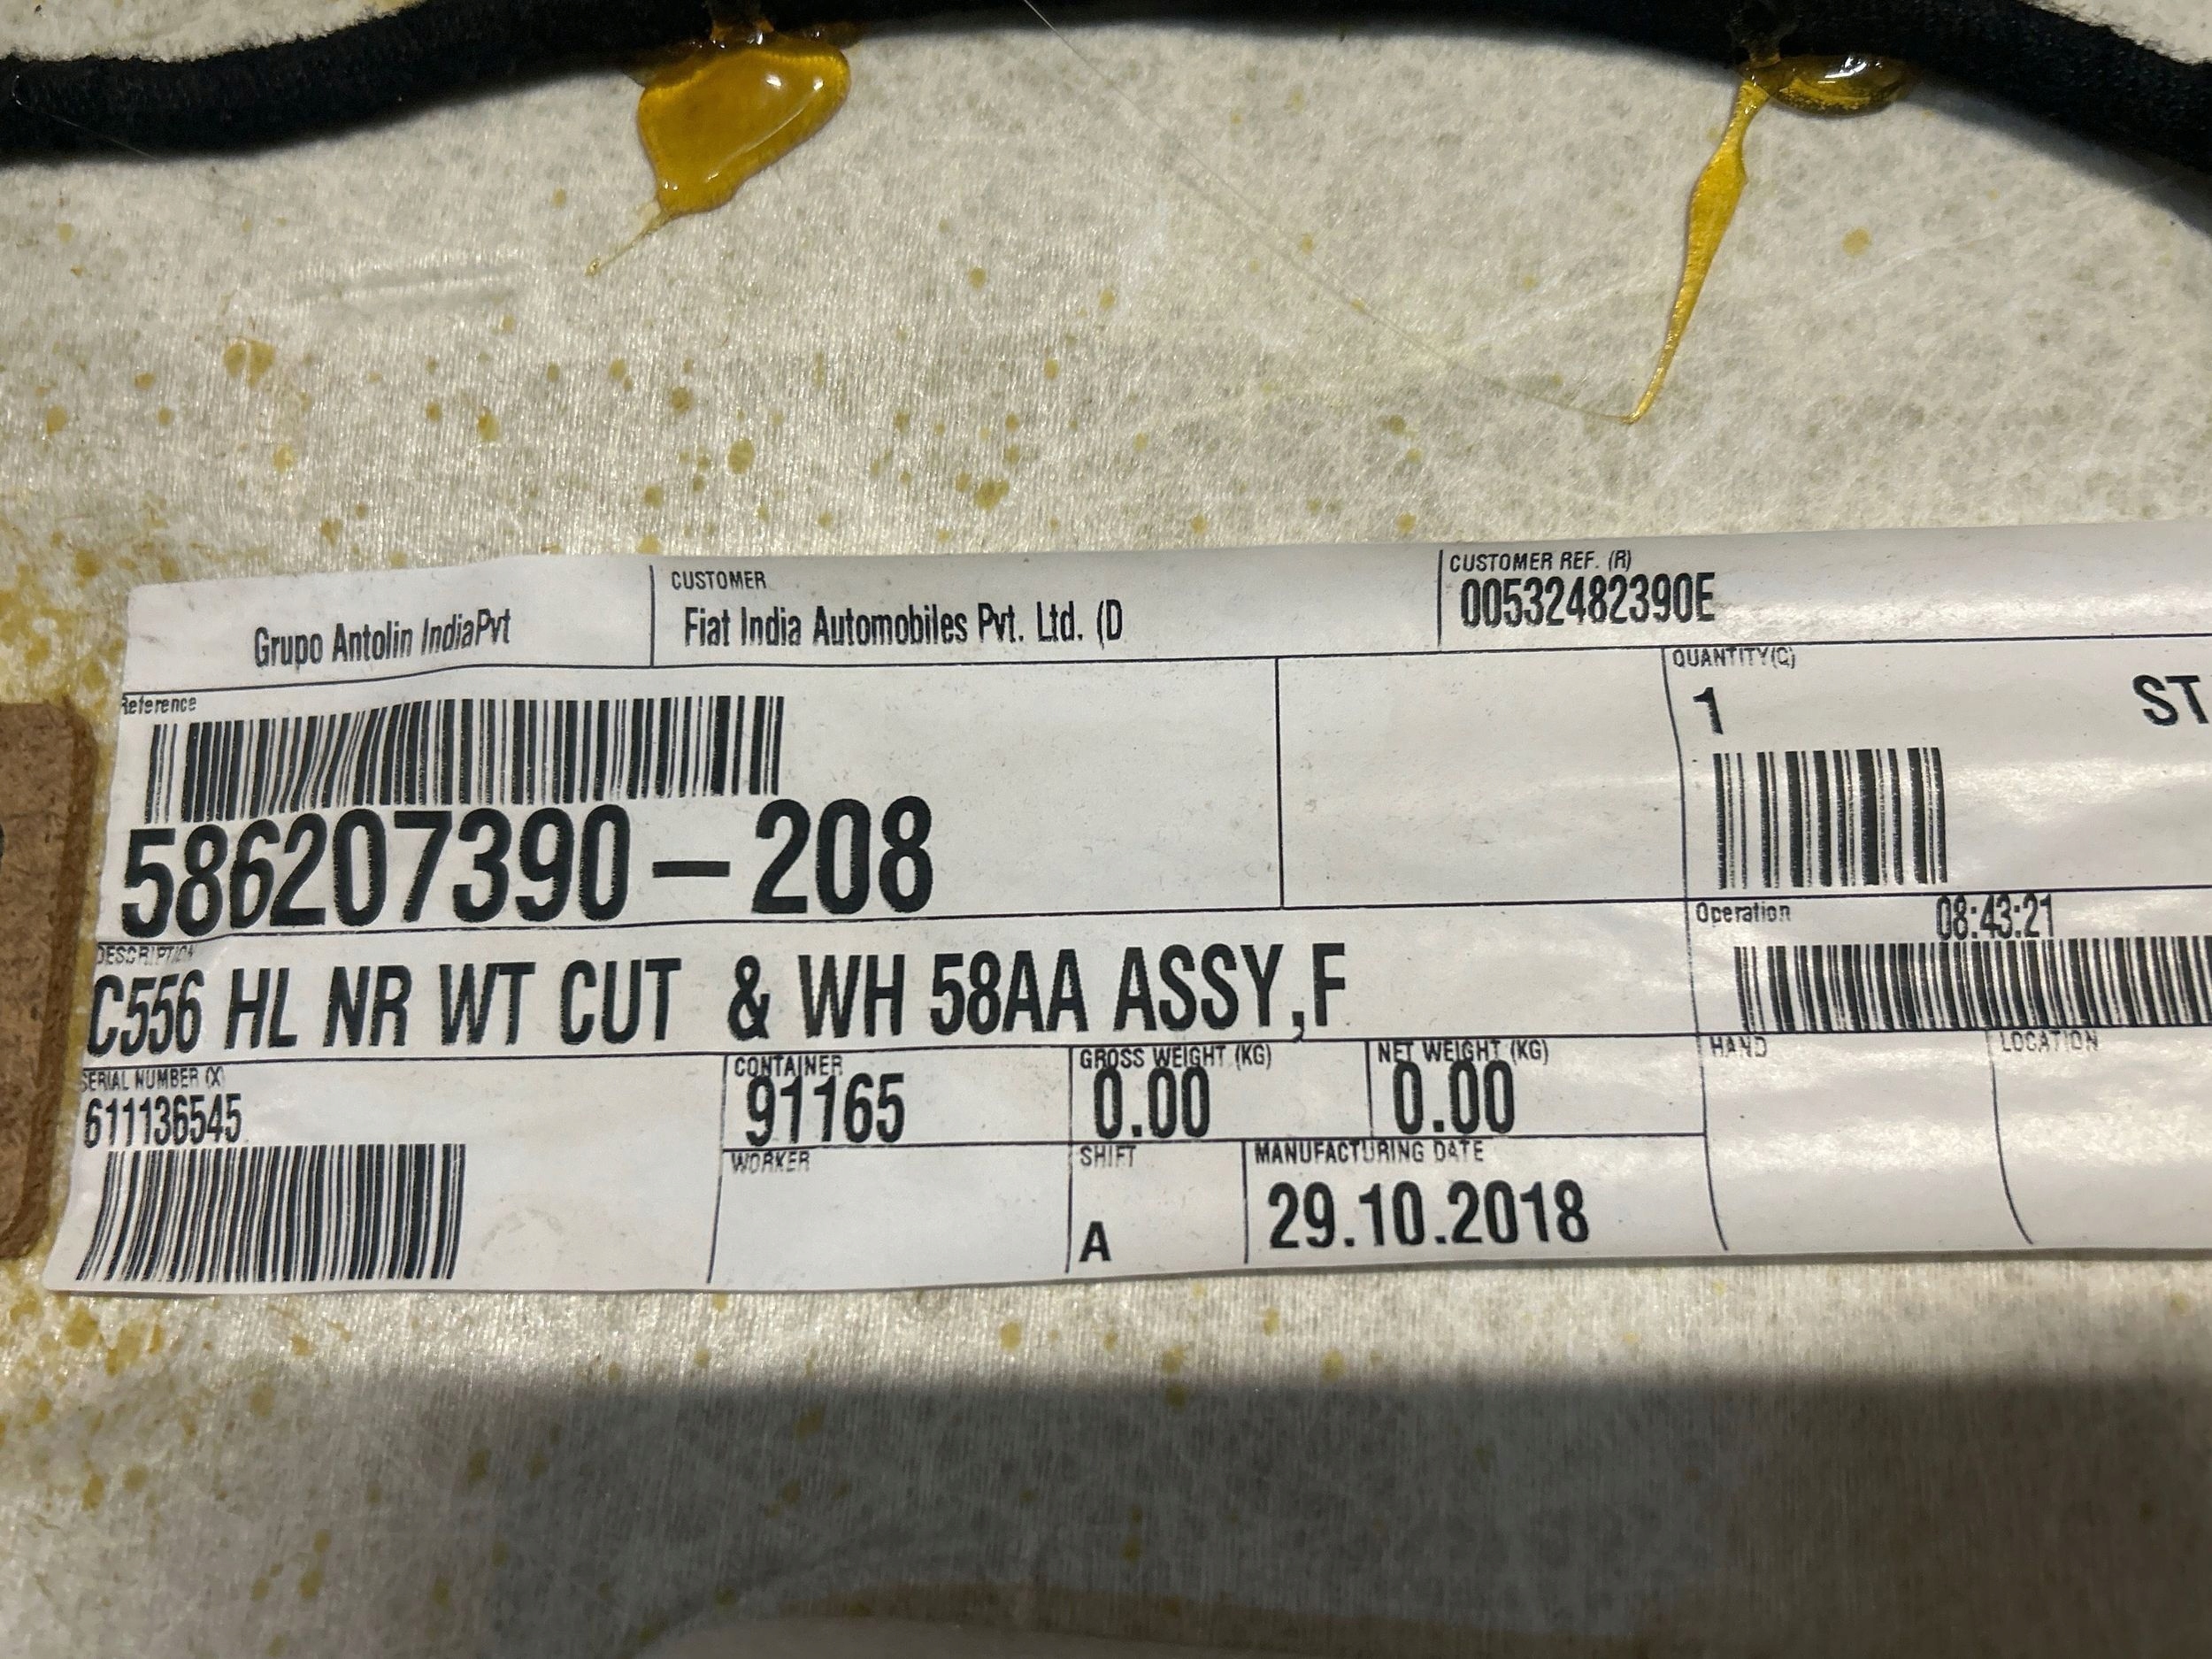 Grupo Antolin IndiaPvt
CUSTOMER
Fiat India Automobiles Pvt. Ltd. (D
CUSTOMER REF. (R)
00532482390E
Reference
586207390-208
QUANTITY(Q)
1 ST
DESCRIPTION
C556 HL NR WT CUT & WH 58AA ASSY,F
Operation 08:43:21
SERIAL NUMBER (X)
611136545
CONTAINER
91165
GROSS WEIGHT (KG)
0.00
NET WEIGHT (KG)
0.00
HAND
LOCATION
WORKER
SHIFT
A
MANUFACTURING DATE
29.10.2018